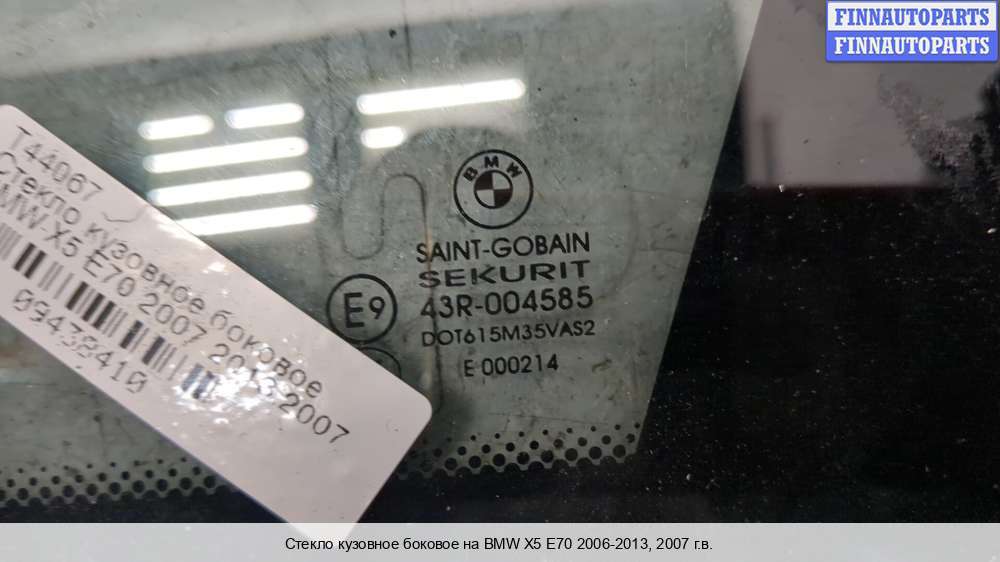 FINNAUTOPARTS
FINNAUTOPARTS
T44067
Стекло кузовное боковое
BMW X5 E70 2007 2013 2007
09438410
BMW
SAINT-GOBAIN
SEKURIT
E9
43R-004585
DOT615M35VAS2
E 000214
Стекло кузовное боковое на BMW X5 E70 2006-2013, 2007 г.в.